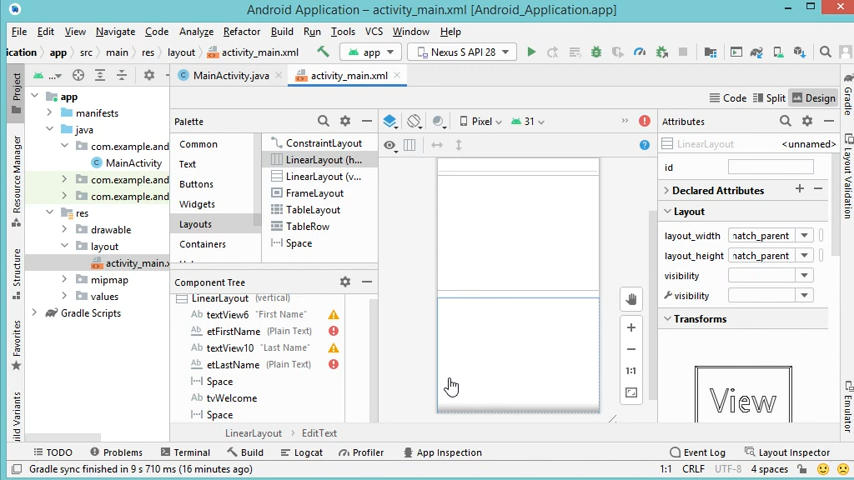 Android Application – activity_main.xml [Android_Application.app]
File Edit View Navigate Code Analyze Refactor Build Run Tools VCS Window Help
ication app src main res layout activity_main.xml app Nexus S API 28
Project
Resource Manager
Structure
Favorites
uild Variants
...
app
manifests
java
com.example.and
MainActivity
com.example.and
com.example.and
res
drawable
layout
activity_main.x
mipmap
values
Gradle Scripts
MainActivity.java activity_main.xml
Code Split Design
Palette
Common
Text
Buttons
Widgets
Layouts
Containers
ConstraintLayout
LinearLayout (h...
LinearLayout (v...
FrameLayout
TableLayout
TableRow
Space
Component Tree
LinearLayout (vertical)
Ab textView6 "First Name"
Ab etFirstName (Plain Text)
Ab textView10 "Last Name"
Ab etLastName (Plain Text)
Space
Ab tvWelcome
Space
Pixel 31
1:1
LinearLayout EditText
Attributes
LinearLayout <unnamed>
id
Declared Attributes
Layout
layout_width natch_parent
layout_height natch_parent
visibility
visibility
Transforms
View
Gradle
Layout Validation
Emulator
TODO Problems Terminal Build Logcat Profiler App Inspection Event Log Layout Inspector
Gradle sync finished in 9 s 710 ms (16 minutes ago) 1:1 CRLF UTF-8 4 spaces